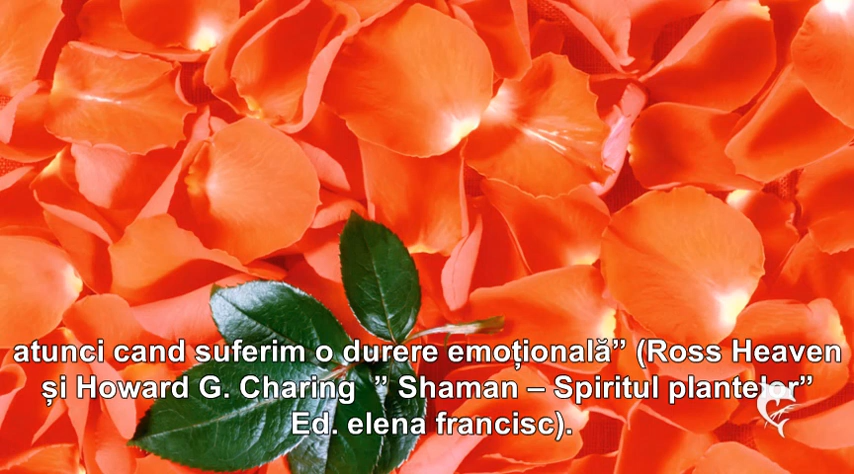 atunci cand suferim o durere emoțională” (Ross Heaven
și Howard G. Charing ” Shaman – Spiritul plantelor”
Ed. elena francisc).